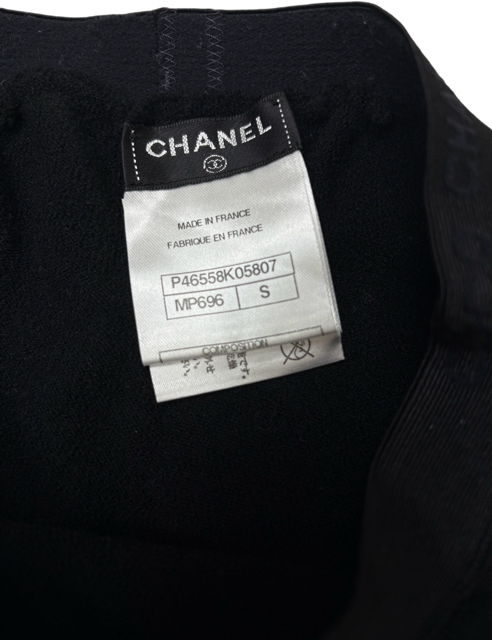 CHANEL
MADE IN FRANCE
FABRIQUE EN FRANCE
P46558K05807
MP696 S
COMPOSITION